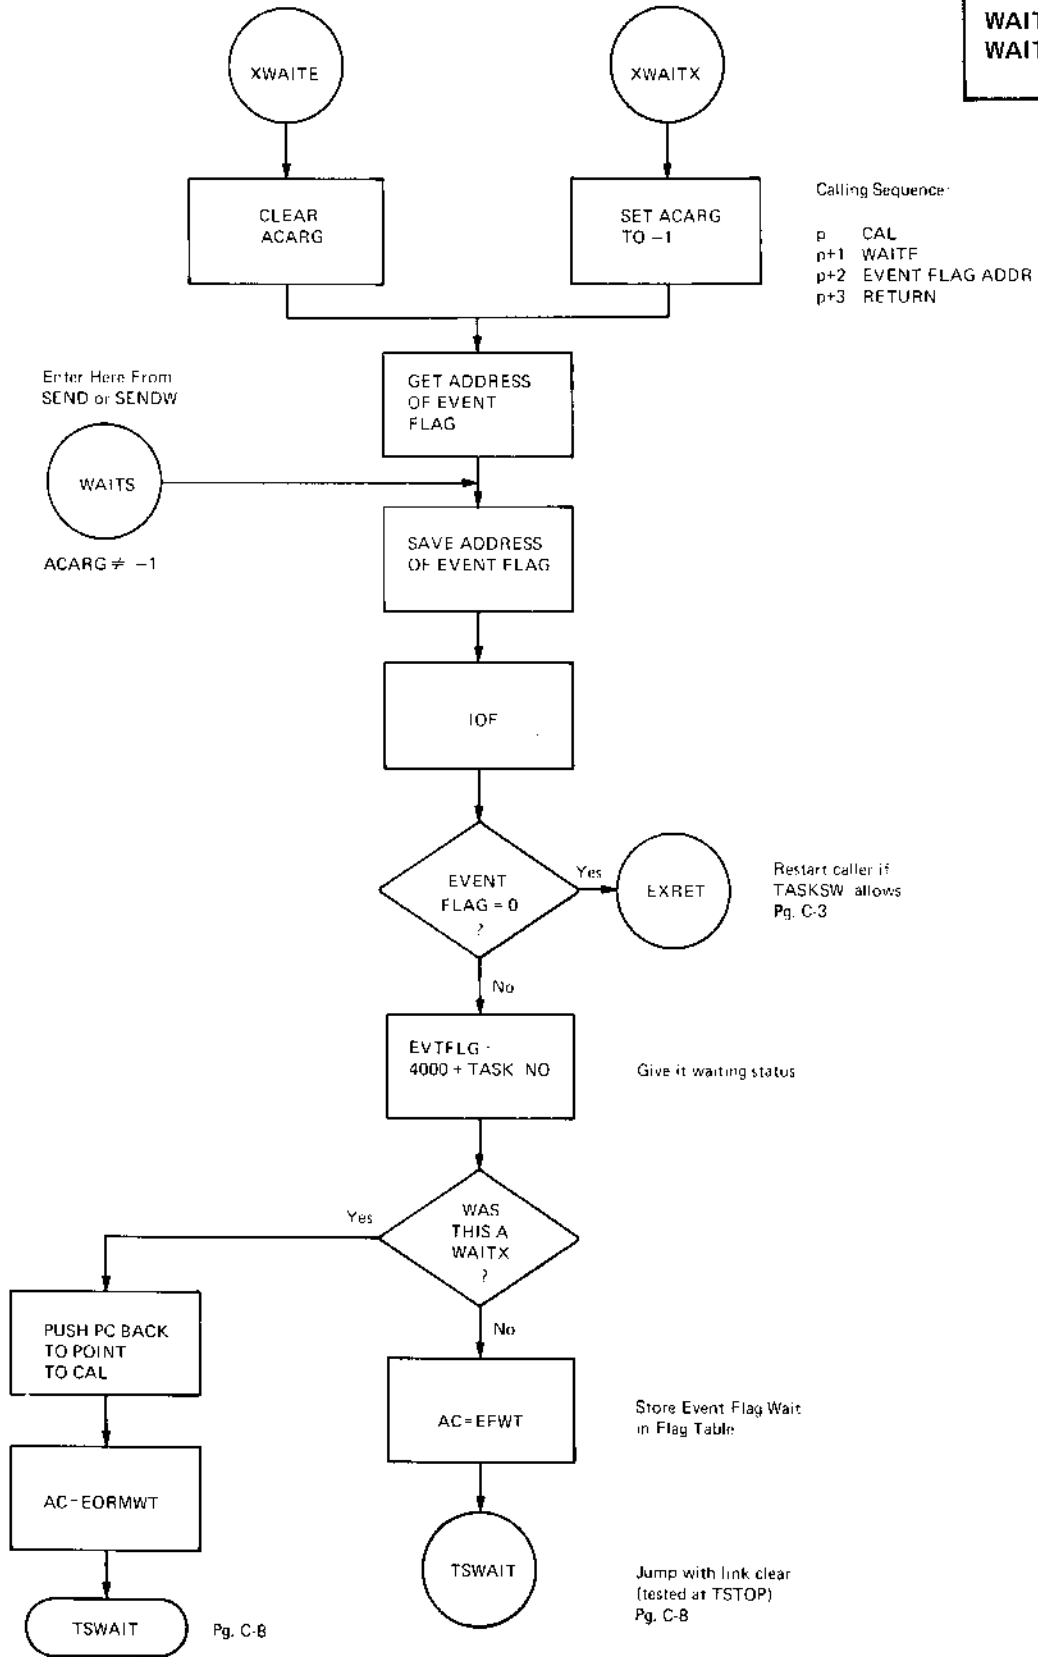 WAIT
WAIT
XWAITE
XWAITX
CLEAR
ACARG
SET ACARG
TO −1
Calling Sequence:
p CAL
p+1 WAITE
p+2 EVENT FLAG ADDR
p+3 RETURN
GET ADDRESS
OF EVENT
FLAG
Enter Here From
SEND or SENDW
WAITS
ACARG ≠ −1
SAVE ADDRESS
OF EVENT FLAG
IOF
EVENT
FLAG = 0
?
Yes
EXRET
Restart caller if
TASKSW allows
Pg. C-3
No
EVTFLG =
4000 + TASK NO
Give it waiting status
WAS
THIS A
WAITX
?
Yes
No
PUSH PC BACK
TO POINT
TO CAL
AC=EFWT
Store Event Flag Wait
in Flag Table
AC=EORMWT
TSWAIT
Jump with link clear
(tested at TSTOP)
Pg. C-8
TSWAIT
Pg. C-8